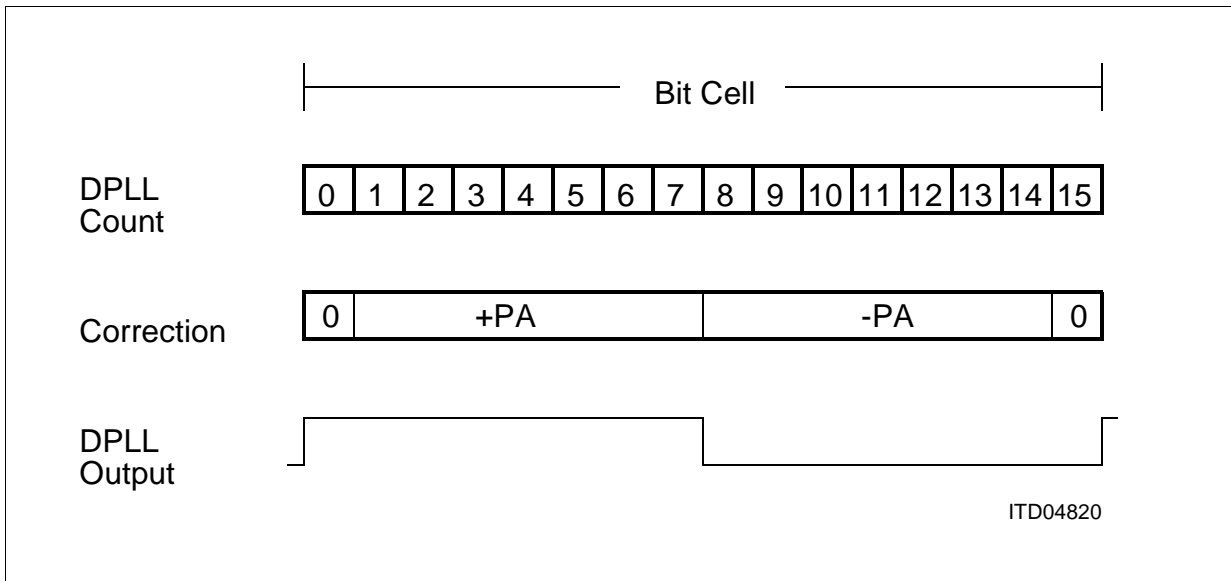 Bit Cell
DPLL
Count
0 1 2 3 4 5 6 7 8 9 10 11 12 13 14 15
Correction
0 +PA -PA 0
DPLL
Output
ITD04820